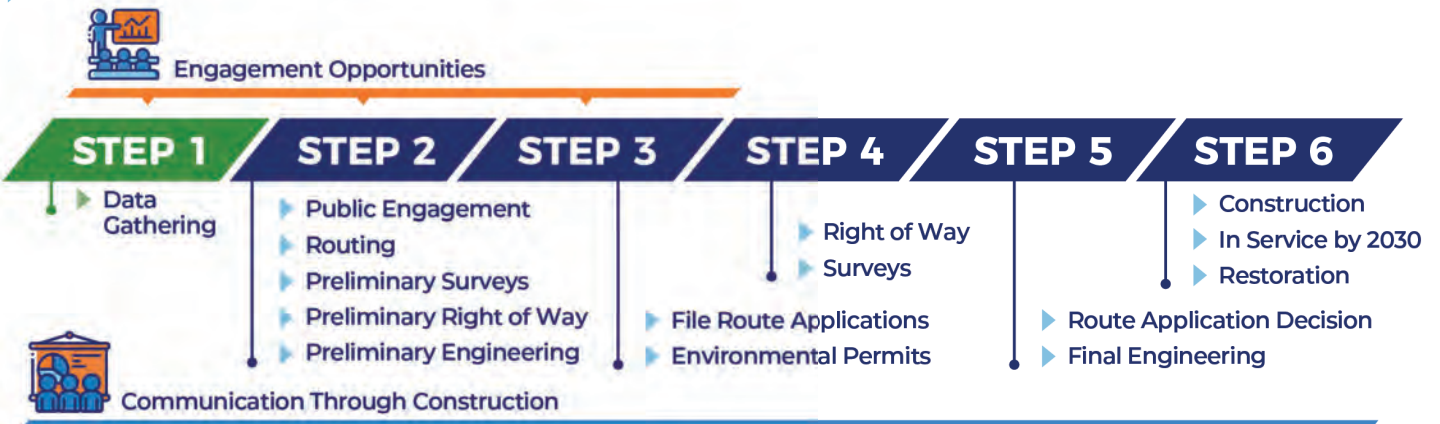 Engagement Opportunities
STEP 1
STEP 2
STEP 3
STEP 4
STEP 5
STEP 6
Data
Gathering
Public Engagement
Routing
Preliminary Surveys
Preliminary Right of Way
Preliminary Engineering
File Route Applications
Environmental Permits
Right of Way
Surveys
Route Application Decision
Final Engineering
Construction
In Service by 2030
Restoration
Communication Through Construction